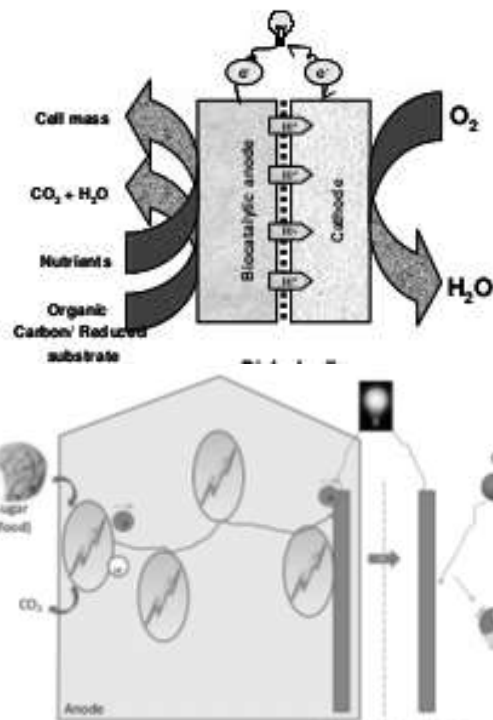 e⁻
e⁻
Cell mass
CO₂ + H₂O
Nutrients
Organic
Carbon/ Reduced
substrate
Biocatalytic anode
H⁺
H⁺
H⁺
H⁺
Cathode
O₂
H₂O
food)
CO₂
Anode